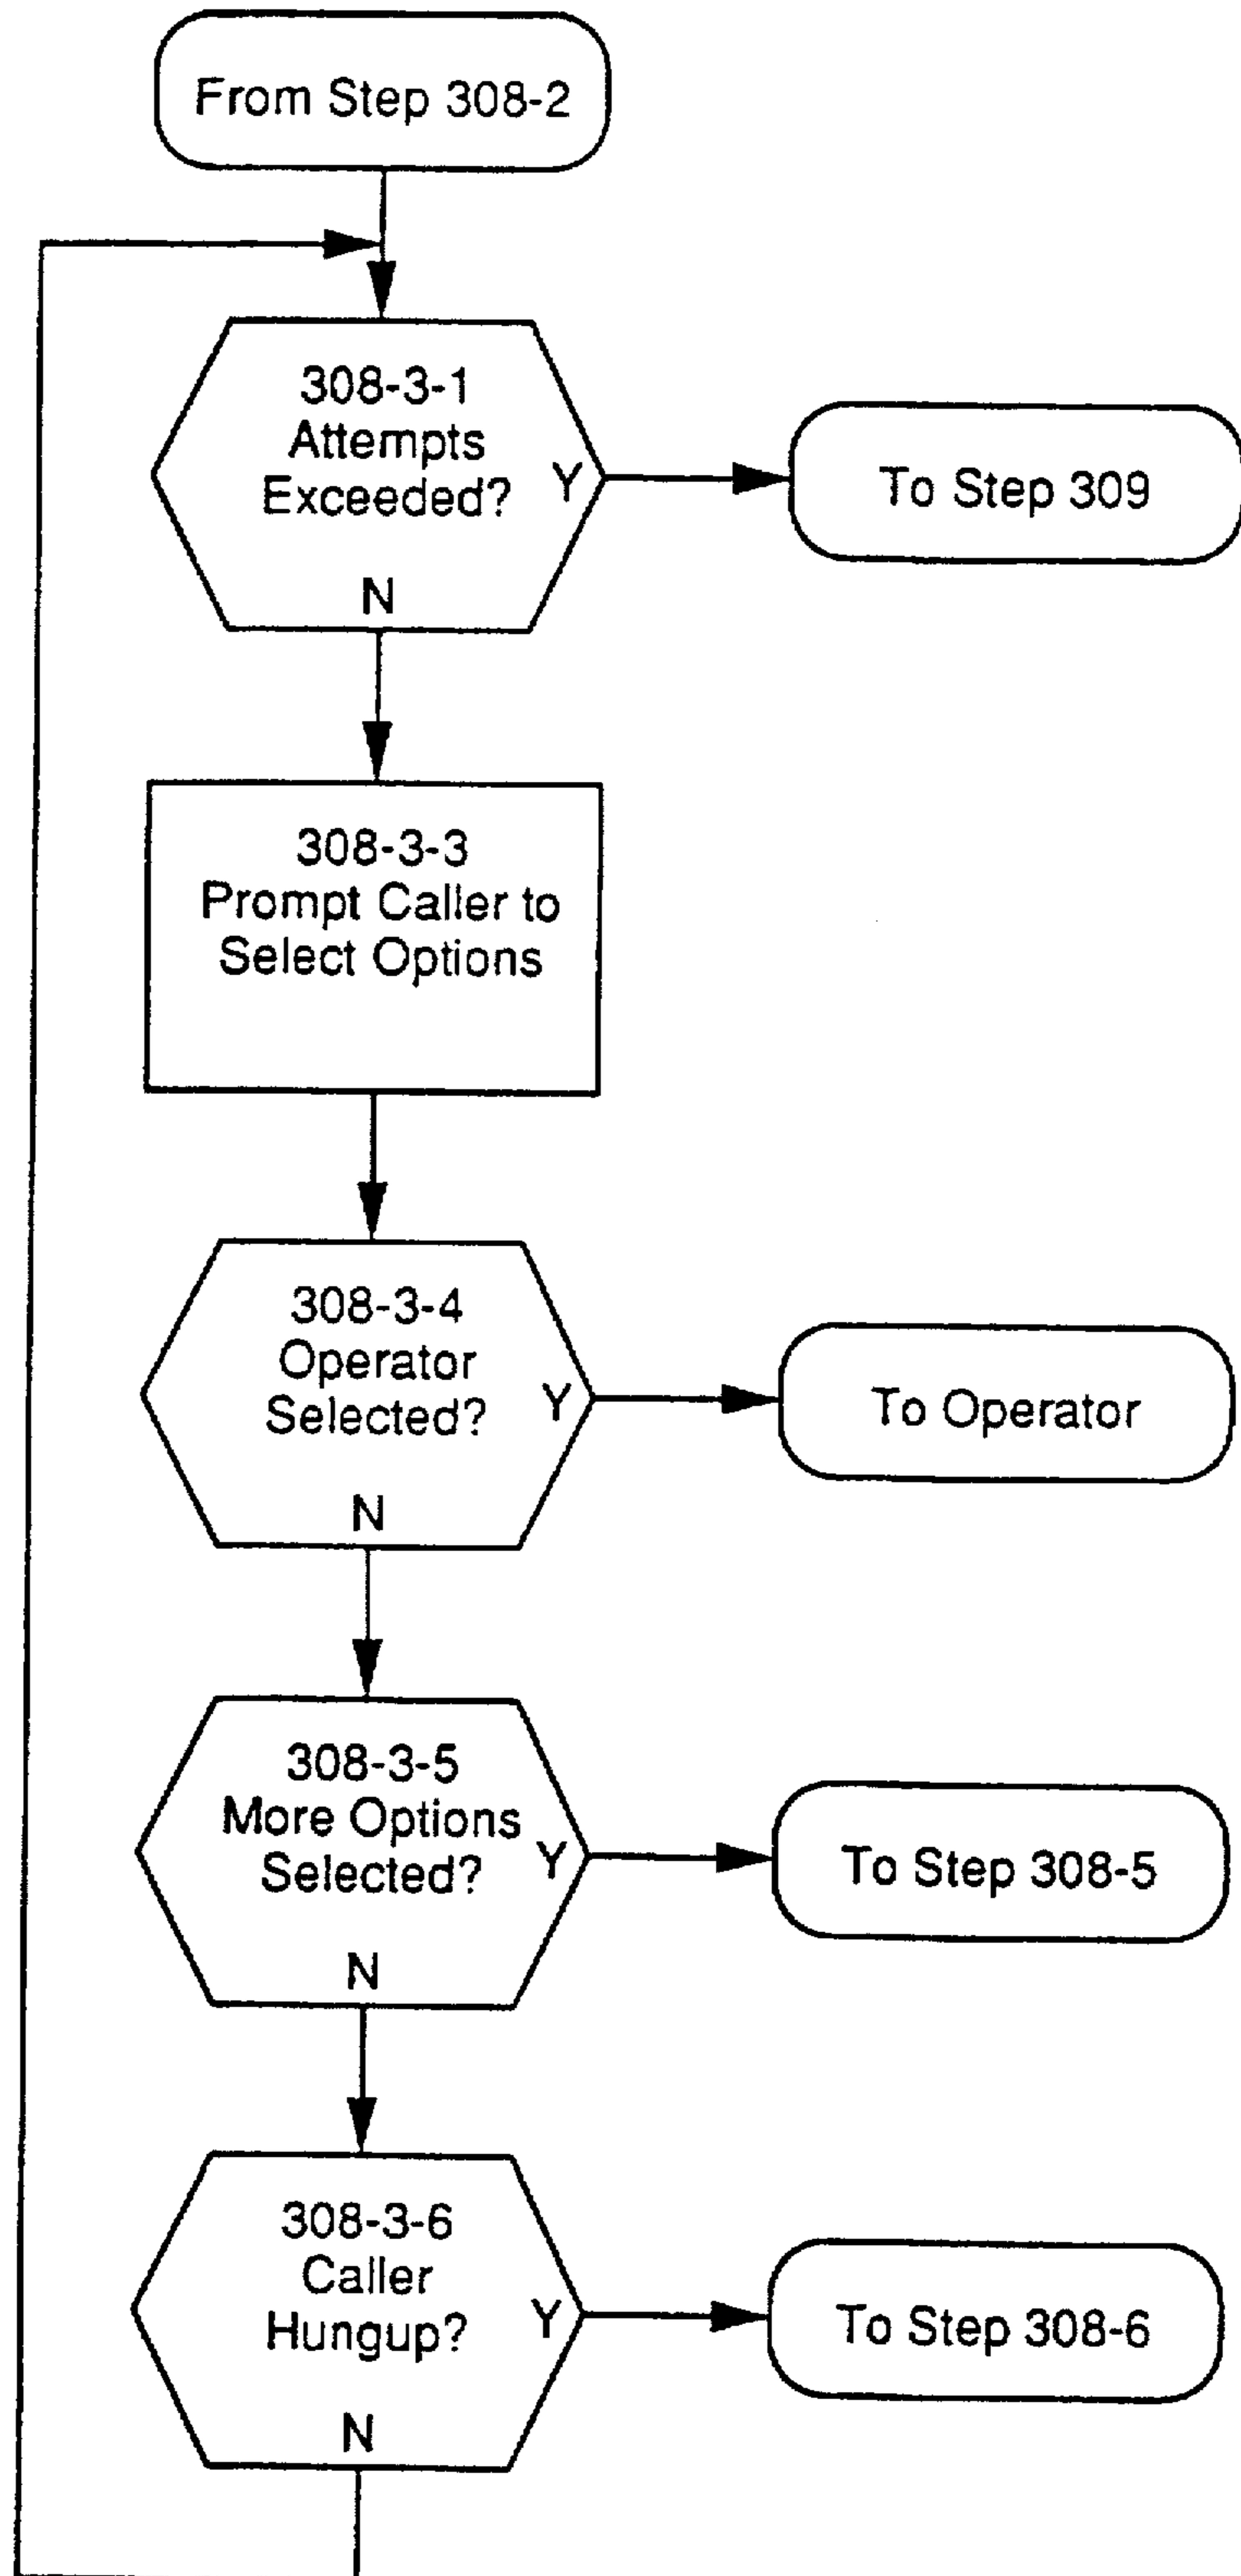 From Step 308-2
308-3-1
Attempts
Exceeded?
Y
To Step 309
N
308-3-3
Prompt Caller to
Select Options
308-3-4
Operator
Selected?
Y
To Operator
N
308-3-5
More Options
Selected?
Y
To Step 308-5
N
308-3-6
Caller
Hungup?
Y
To Step 308-6
N